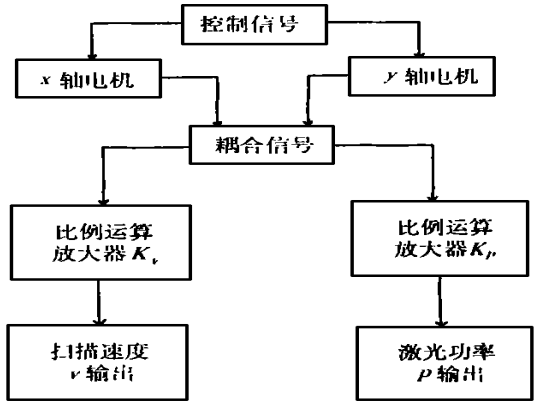 控制信号
x 轴电机
y 轴电机
耦合信号
比例运算
放大器 Kv
比例运算
放大器 Kp
扫描速度
v 输出
激光功率
P 输出